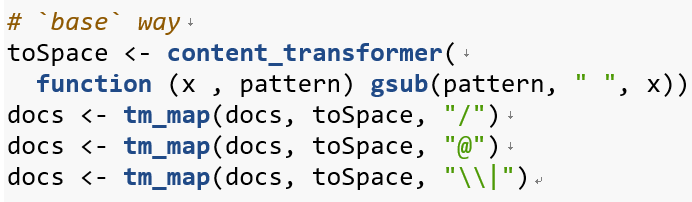 # `base` way
toSpace <- content_transformer(
  function (x , pattern) gsub(pattern, " ", x))
docs <- tm_map(docs, toSpace, "/")
docs <- tm_map(docs, toSpace, "@")
docs <- tm_map(docs, toSpace, "\\|")